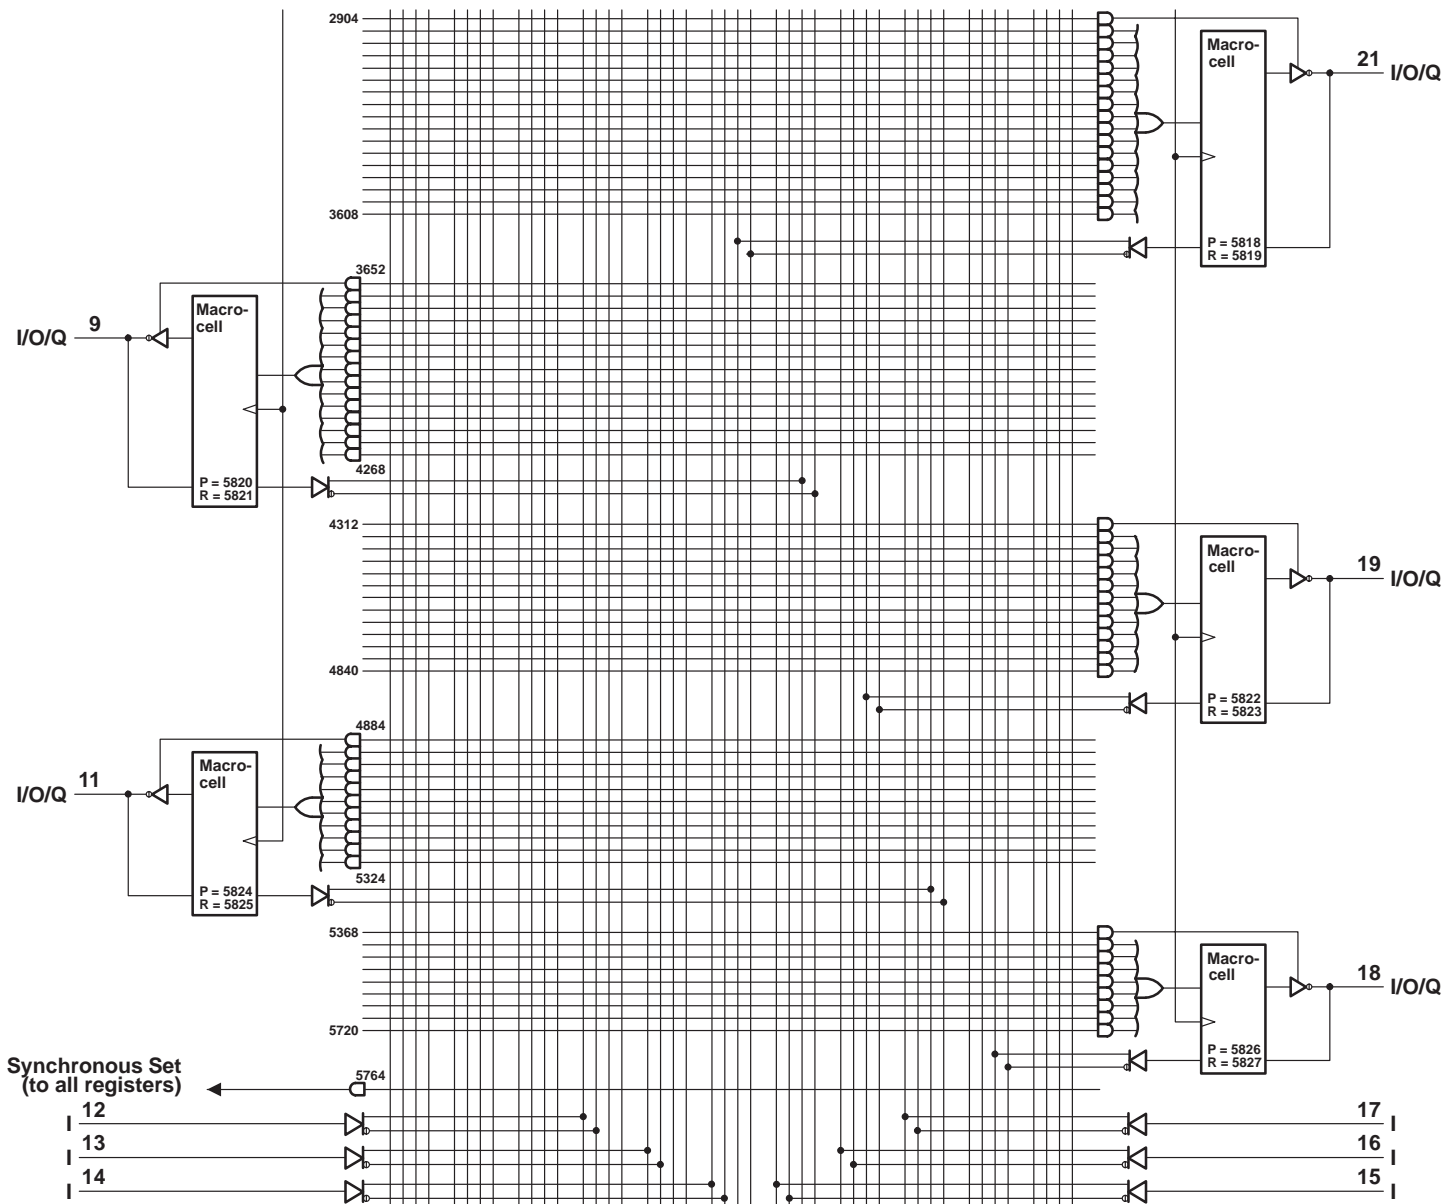 2904
Macro-
cell
21
I/O/Q
3608
P = 5818
R = 5819
3652
Macro-
cell
9
I/O/Q
4268
P = 5820
R = 5821
4312
Macro-
cell
19
I/O/Q
4840
P = 5822
R = 5823
4884
Macro-
cell
11
I/O/Q
5324
P = 5824
R = 5825
5368
Macro-
cell
18
I/O/Q
5720
P = 5826
R = 5827
Synchronous Set
(to all registers)
5764
I 12
17 I
I 13
16 I
I 14
15 I